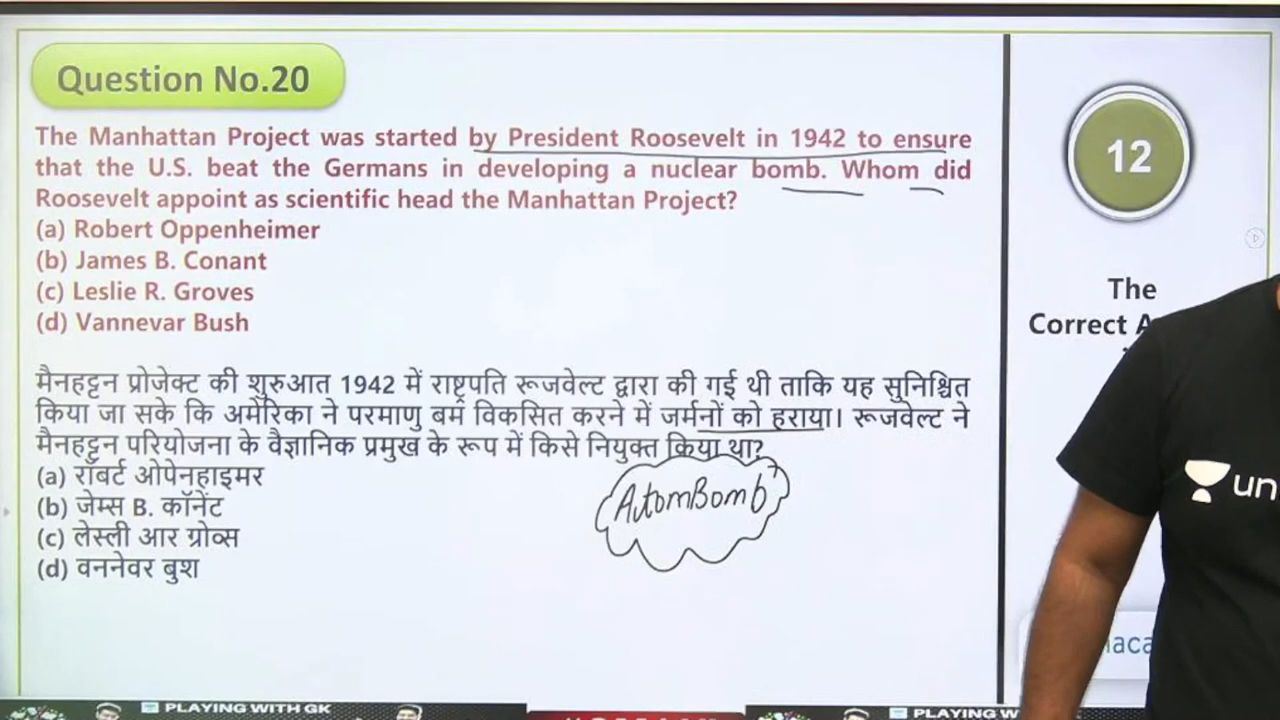 Question No.20
The Manhattan Project was started by President Roosevelt in 1942 to ensure
that the U.S. beat the Germans in developing a nuclear bomb. Whom did
Roosevelt appoint as scientific head the Manhattan Project?
(a) Robert Oppenheimer
(b) James B. Conant
(c) Leslie R. Groves
(d) Vannevar Bush
मैनहट्टन प्रोजेक्ट की शुरुआत 1942 में राष्ट्रपति रूजवेल्ट द्वारा की गई थी ताकि यह सुनिश्चित
किया जा सके कि अमेरिका ने परमाणु बम विकसित करने में जर्मनों को हराया। रूजवेल्ट ने
मैनहट्टन परियोजना के वैज्ञानिक प्रमुख के रूप में किसे नियुक्त किया था?
(a) रॉबर्ट ओपेनहाइमर
(b) जेम्स B. कॉनेंट
(c) लेस्ली आर ग्रोव्स
(d) वननेवर बुश
AtomBomb
12
The
Correct A
un
aca
PLAYING WITH GK
PLAYING W